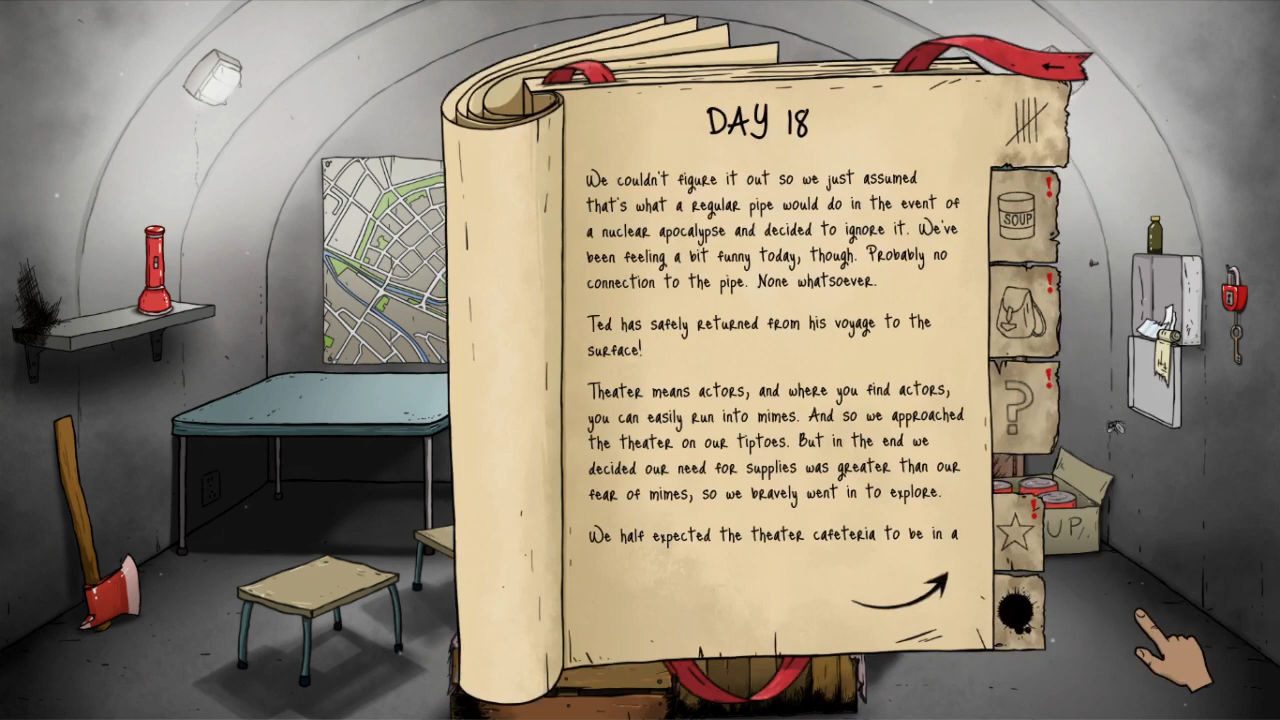 DAY 18
We couldn't figure it out so we just assumed
that's what a regular pipe would do in the event of
a nuclear apocalypse and decided to ignore it. We've
been feeling a bit funny today, though. Probably no
connection to the pipe. None whatsoever.
Ted has safely returned from his voyage to the
surface!
Theater means actors, and where you find actors,
you can easily run into mimes. And so we approached
the theater on our tiptoes. But in the end we
decided our need for supplies was greater than our
fear of mimes, so we bravely went in to explore.
We half expected the theater cafeteria to be in a
!
SOUP
!
!
?
!
UP